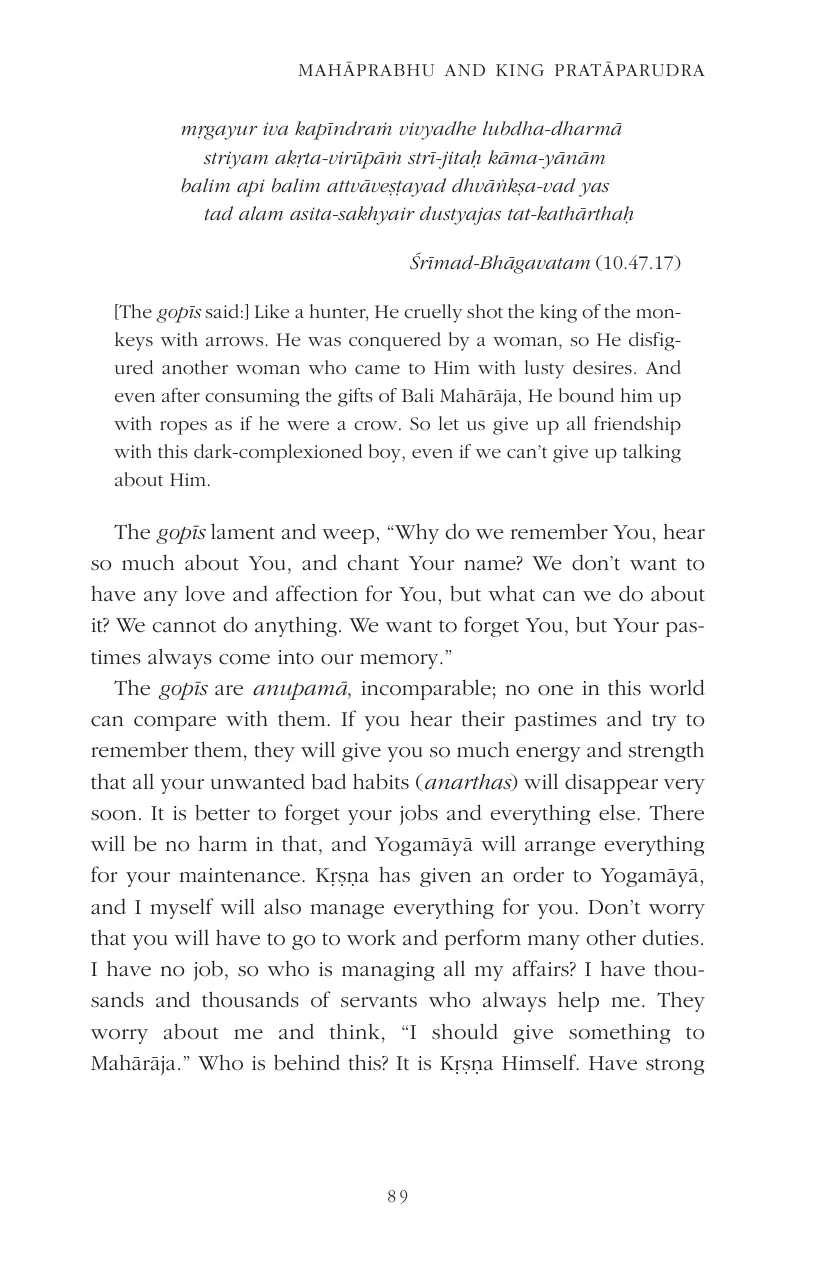 MAHĀPRABHU AND KING PRATĀPARUDRA
mṛgayur iva kapīndraṁ vivyadhe lubdha-dharmā
striyam akṛta-virūpāṁ strī-jitaḥ kāma-yānām
balim api balim attvāveṣṭayad dhvāṅkṣa-vad yas
tad alam asita-sakhyair dustyajas tat-kathārthaḥ
Śrīmad-Bhāgavatam (10.47.17)
[The gopīs said:] Like a hunter, He cruelly shot the king of the mon-
keys with arrows. He was conquered by a woman, so He disfig-
ured another woman who came to Him with lusty desires. And
even after consuming the gifts of Bali Mahārāja, He bound him up
with ropes as if he were a crow. So let us give up all friendship
with this dark-complexioned boy, even if we can’t give up talking
about Him.
The gopīs lament and weep, “Why do we remember You, hear
so much about You, and chant Your name? We don’t want to
have any love and affection for You, but what can we do about
it? We cannot do anything. We want to forget You, but Your pas-
times always come into our memory.”
The gopīs are anupamā, incomparable; no one in this world
can compare with them. If you hear their pastimes and try to
remember them, they will give you so much energy and strength
that all your unwanted bad habits (anarthas) will disappear very
soon. It is better to forget your jobs and everything else. There
will be no harm in that, and Yogamāyā will arrange everything
for your maintenance. Kṛṣṇa has given an order to Yogamāyā,
and I myself will also manage everything for you. Don’t worry
that you will have to go to work and perform many other duties.
I have no job, so who is managing all my affairs? I have thou-
sands and thousands of servants who always help me. They
worry about me and think, “I should give something to
Mahārāja.” Who is behind this? It is Kṛṣṇa Himself. Have strong
89